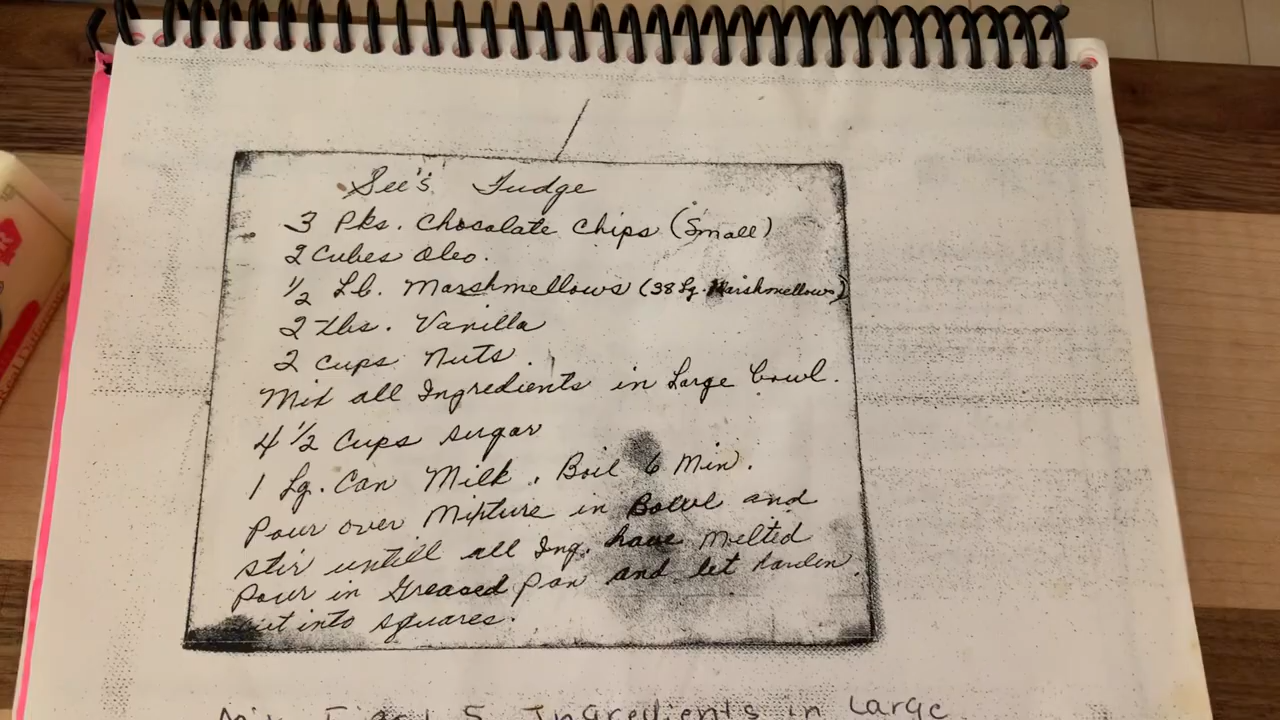 See's Fudge
3 Pks. Chocolate Chips (Small)
2 Cubes Oleo.
1/2 Lb. Marshmellows (38 Lg. Marshmellows)
2 Tbs. Vanilla
2 Cups Nuts.
Mix all Ingredients in Large bowl.
4 1/2 Cups sugar
1 Lg. Can Milk. Boil 6 Min.
Pour over Mixture in Bowl and
stir untill all Ing. have melted
Pour in Greased pan and let harden.
Cut into squares.
Mix First 5 Ingredients in Large